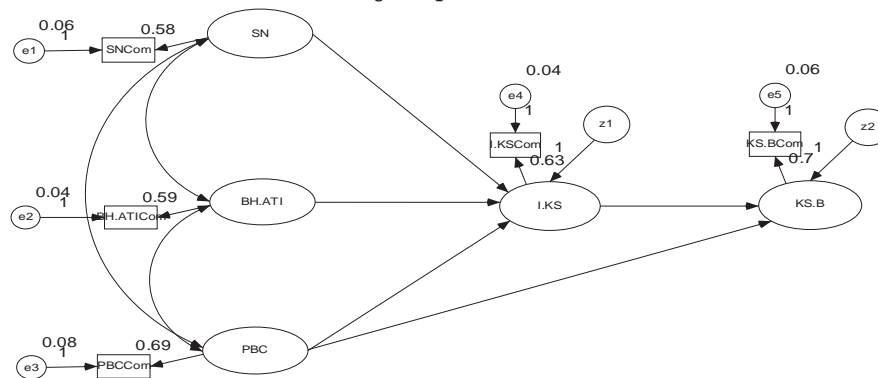 0.06
1
e1
SNCom
0.58
SN
0.04
e4
1
I.KSCom
1
0.63
z1
0.06
e5
1
KS.BCom
1
0.7
z2
0.04
1
e2
BH.ATICom
0.59
BH.ATI
I.KS
KS.B
0.08
1
e3
PBCCom
0.69
PBC